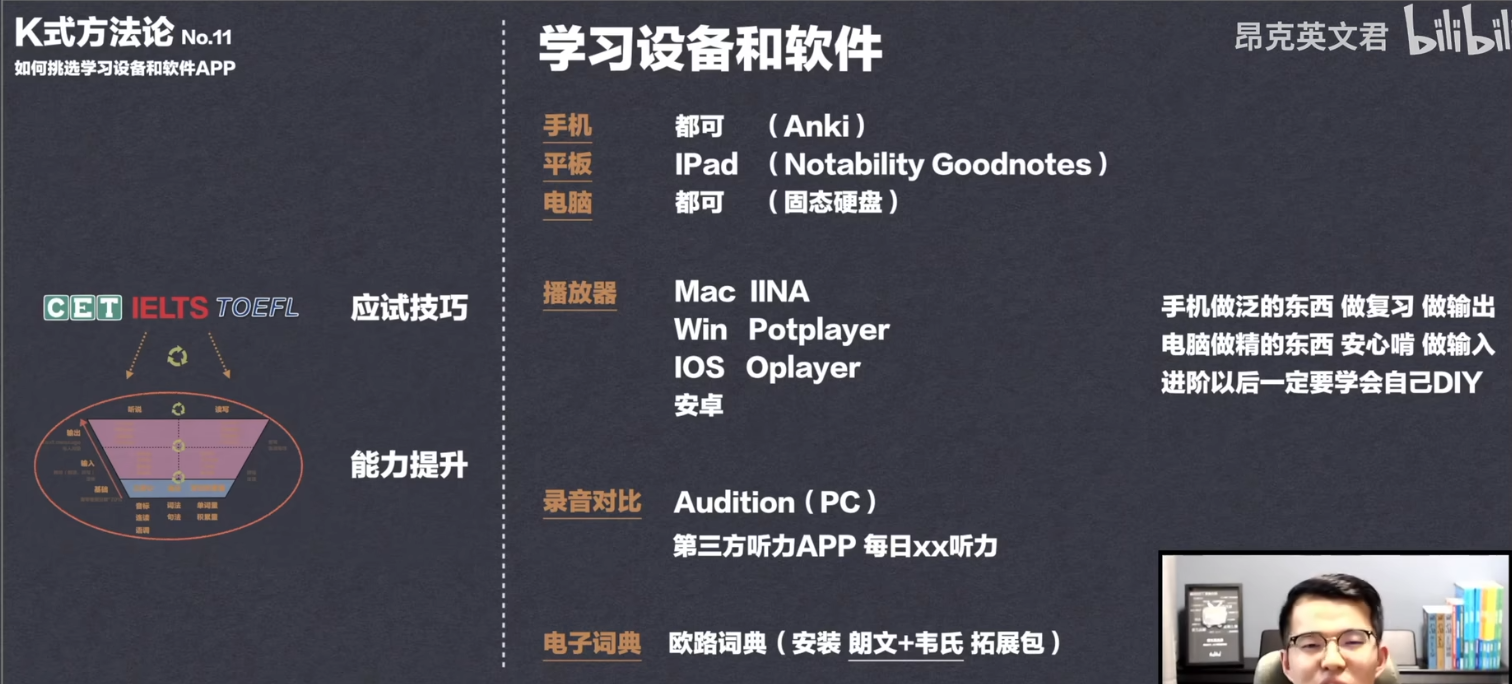 K式方法论 No.11
如何挑选学习设备和软件APP
学习设备和软件
昂克英文君 bilibil
手机 都可 （Anki）
平板 IPad （Notability Goodnotes）
电脑 都可 （固态硬盘）
播放器 Mac IINA
Win Potplayer
IOS Oplayer
安卓
手机做泛的东西 做复习 做输出
电脑做精的东西 安心啃 做输入
进阶以后一定要学会自己DIY
CET IELTS TOEFL 应试技巧
听说 读写
输出
输入
基础
音标 词法 单词量
连读 句法 积累量
语调
能力提升
录音对比 Audition（PC）
第三方听力APP 每日xx听力
电子词典 欧路词典（安装 朗文+韦氏 拓展包）